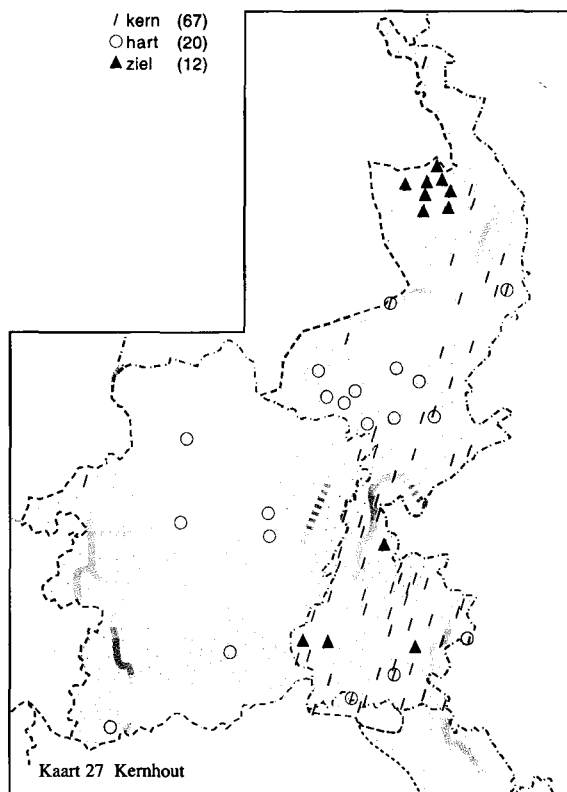 / kern (67)
○ hart (20)
▲ ziel (12)
Kaart 27 Kernhout